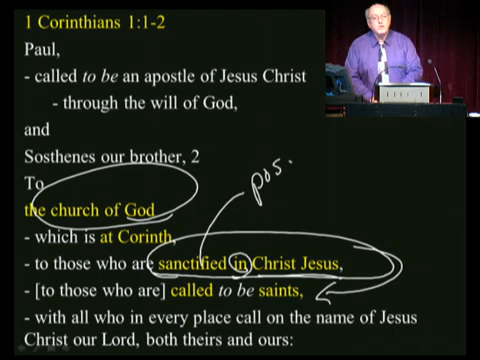 1 Corinthians 1:1-2
Paul,
- called to be an apostle of Jesus Christ
- through the will of God,
and
Sosthenes our brother, 2
To
the church of God
- which is at Corinth,
- to those who are sanctified in Christ Jesus,
- [to those who are] called to be saints,
- with all who in every place call on the name of Jesus
Christ our Lord, both theirs and ours:
pos.